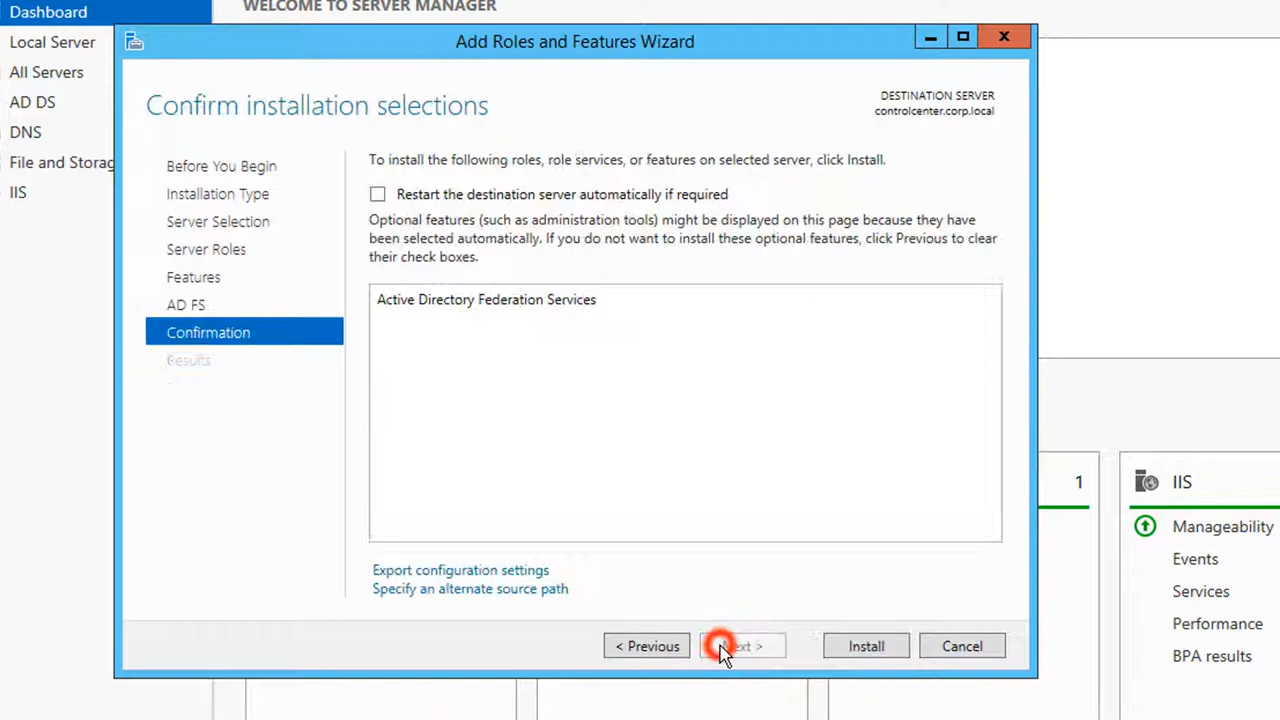 Dashboard
WELCOME TO SERVER MANAGER
Local Server
All Servers
AD DS
DNS
File and Storag
IIS
Add Roles and Features Wizard
Confirm installation selections
DESTINATION SERVER
controlcenter.corp.local
Before You Begin
Installation Type
Server Selection
Server Roles
Features
AD FS
Confirmation
Results
To install the following roles, role services, or features on selected server, click Install.
Restart the destination server automatically if required
Optional features (such as administration tools) might be displayed on this page because they have
been selected automatically. If you do not want to install these optional features, click Previous to clear
their check boxes.
Active Directory Federation Services
Export configuration settings
Specify an alternate source path
< Previous
ext >
Install
Cancel
1
IIS
Manageability
Events
Services
Performance
BPA results